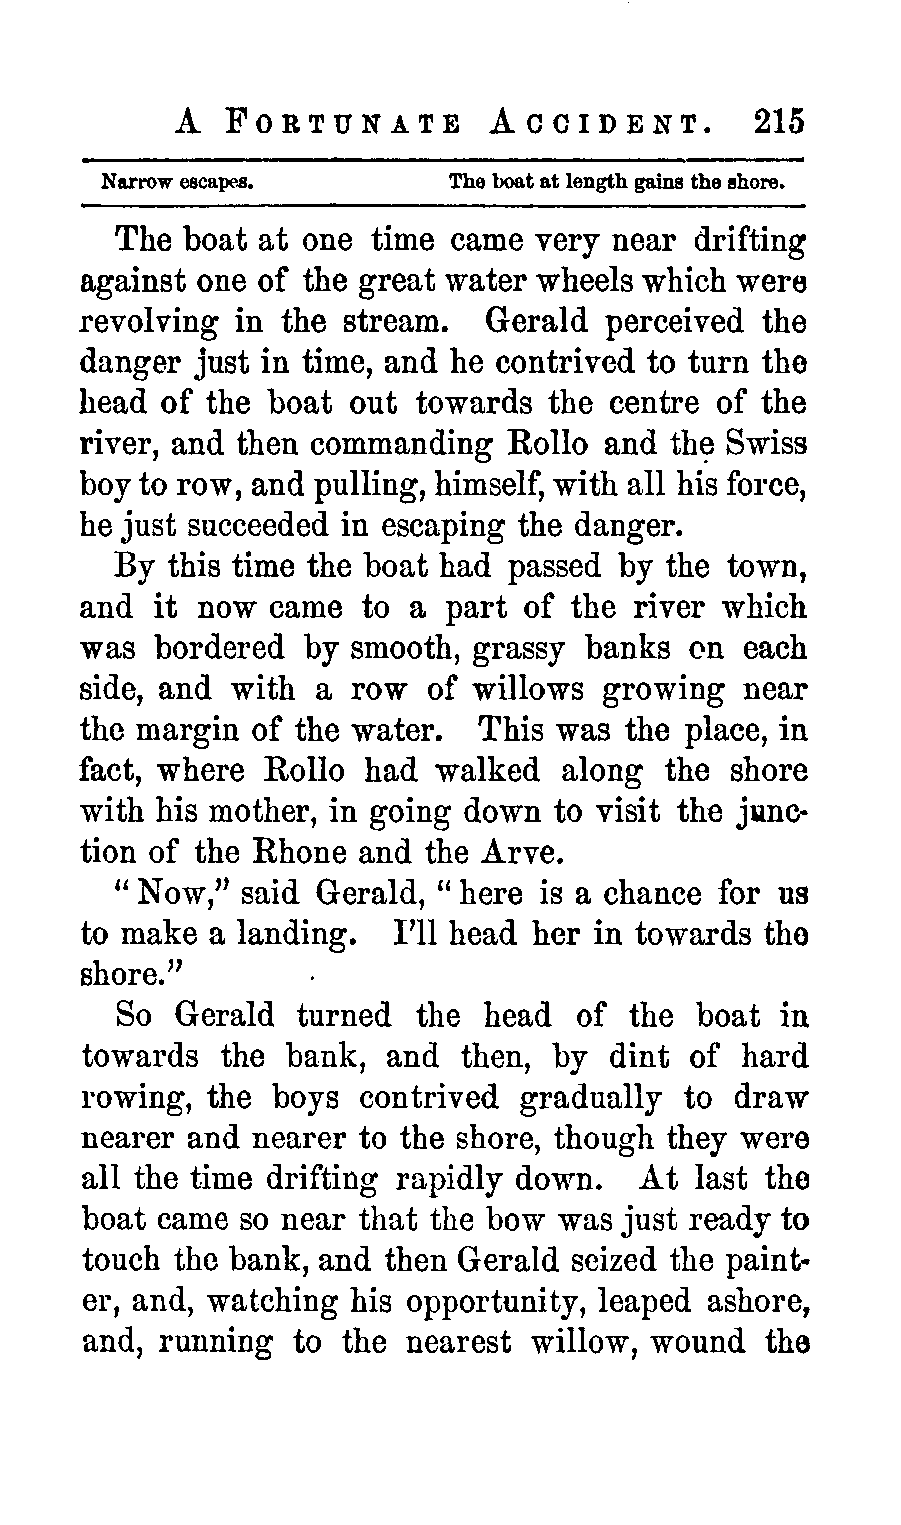 A FORTUNATE ACCIDENT. 215
Narrow escapes. The boat at length gains the shore.
The boat at one time came very near drifting
against one of the great water wheels which were
revolving in the stream. Gerald perceived the
danger just in time, and he contrived to turn the
head of the boat out towards the centre of the
river, and then commanding Rollo and the Swiss
boy to row, and pulling, himself, with all his force,
he just succeeded in escaping the danger.
By this time the boat had passed by the town,
and it now came to a part of the river which
was bordered by smooth, grassy banks on each
side, and with a row of willows growing near
the margin of the water. This was the place, in
fact, where Rollo had walked along the shore
with his mother, in going down to visit the junc-
tion of the Rhone and the Arve.
"Now," said Gerald, "here is a chance for us
to make a landing. I'll head her in towards the
shore."
So Gerald turned the head of the boat in
towards the bank, and then, by dint of hard
rowing, the boys contrived gradually to draw
nearer and nearer to the shore, though they were
all the time drifting rapidly down. At last the
boat came so near that the bow was just ready to
touch the bank, and then Gerald seized the paint-
er, and, watching his opportunity, leaped ashore,
and, running to the nearest willow, wound the